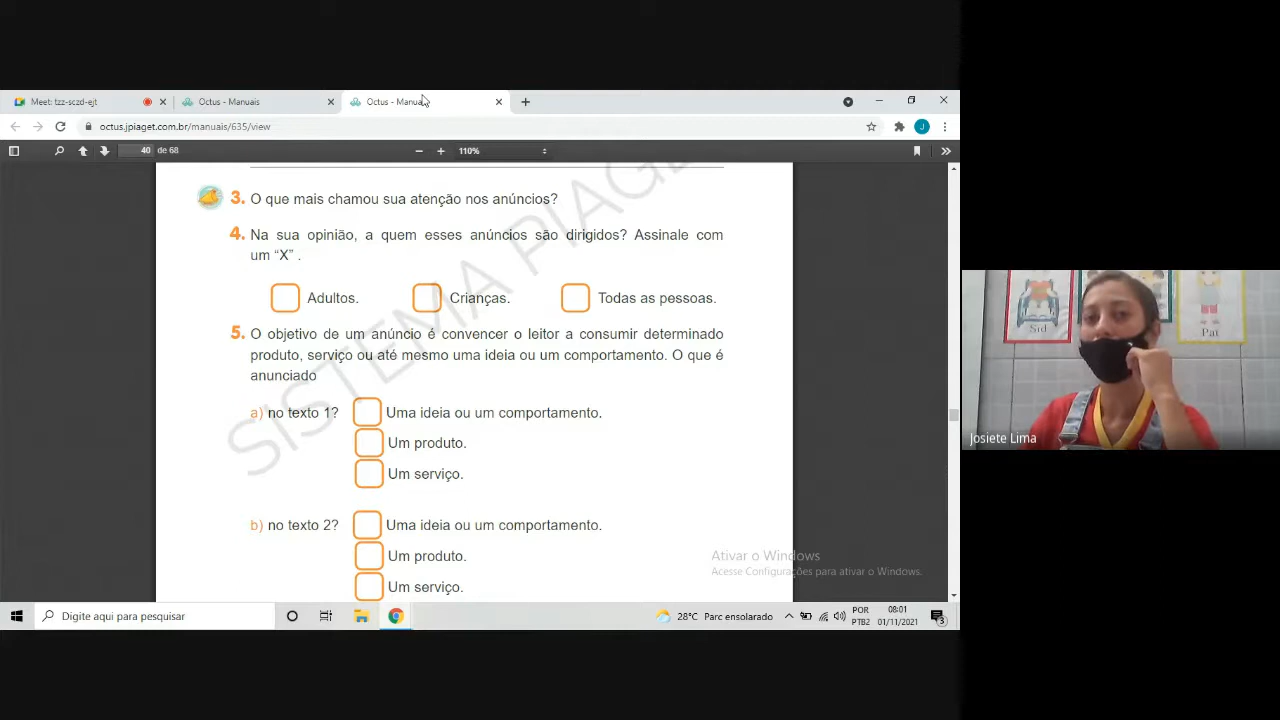 Meet: tzz-sczd-ejt
Octus - Manuais
Octus - Manuais
octus.jpiaget.com.br/manuais/635/view
40 de 68
110%
SISTEMA PIAGET
3. O que mais chamou sua atenção nos anúncios?
4. Na sua opinião, a quem esses anúncios são dirigidos? Assinale com
um “X” .
Adultos. Crianças. Todas as pessoas.
5. O objetivo de um anúncio é convencer o leitor a consumir determinado
produto, serviço ou até mesmo uma ideia ou um comportamento. O que é
anunciado
a) no texto 1? Uma ideia ou um comportamento.
Um produto.
Um serviço.
b) no texto 2? Uma ideia ou um comportamento.
Um produto.
Um serviço.
Ativar o Windows
Acesse Configurações para ativar o Windows.
Digite aqui para pesquisar
28°C Parc ensolarado
POR
PTB2
08:01
01/11/2021
3
J
Sid
Pat
Josiete Lima